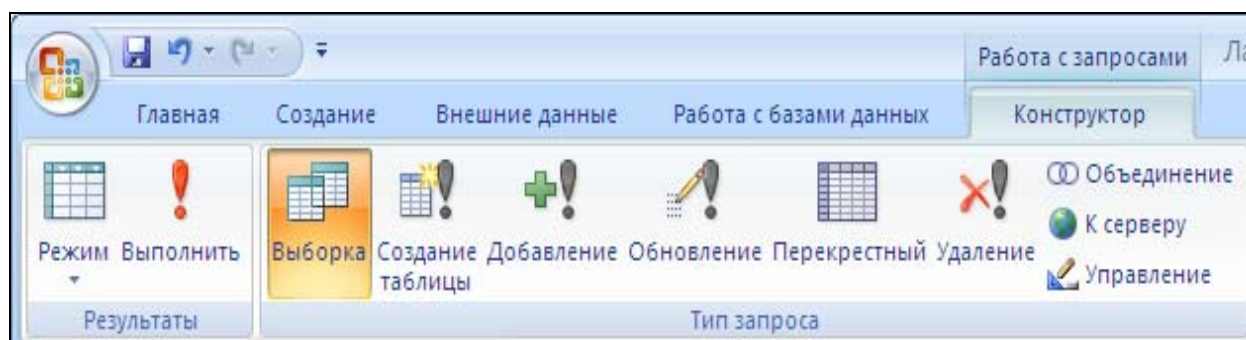 Работа с запросами Ла
Главная Создание Внешние данные Работа с базами данных Конструктор
Режим Выполнить Выборка Создание таблицы Добавление Обновление Перекрестный Удаление
Объединение
К серверу
Управление
Результаты Тип запроса